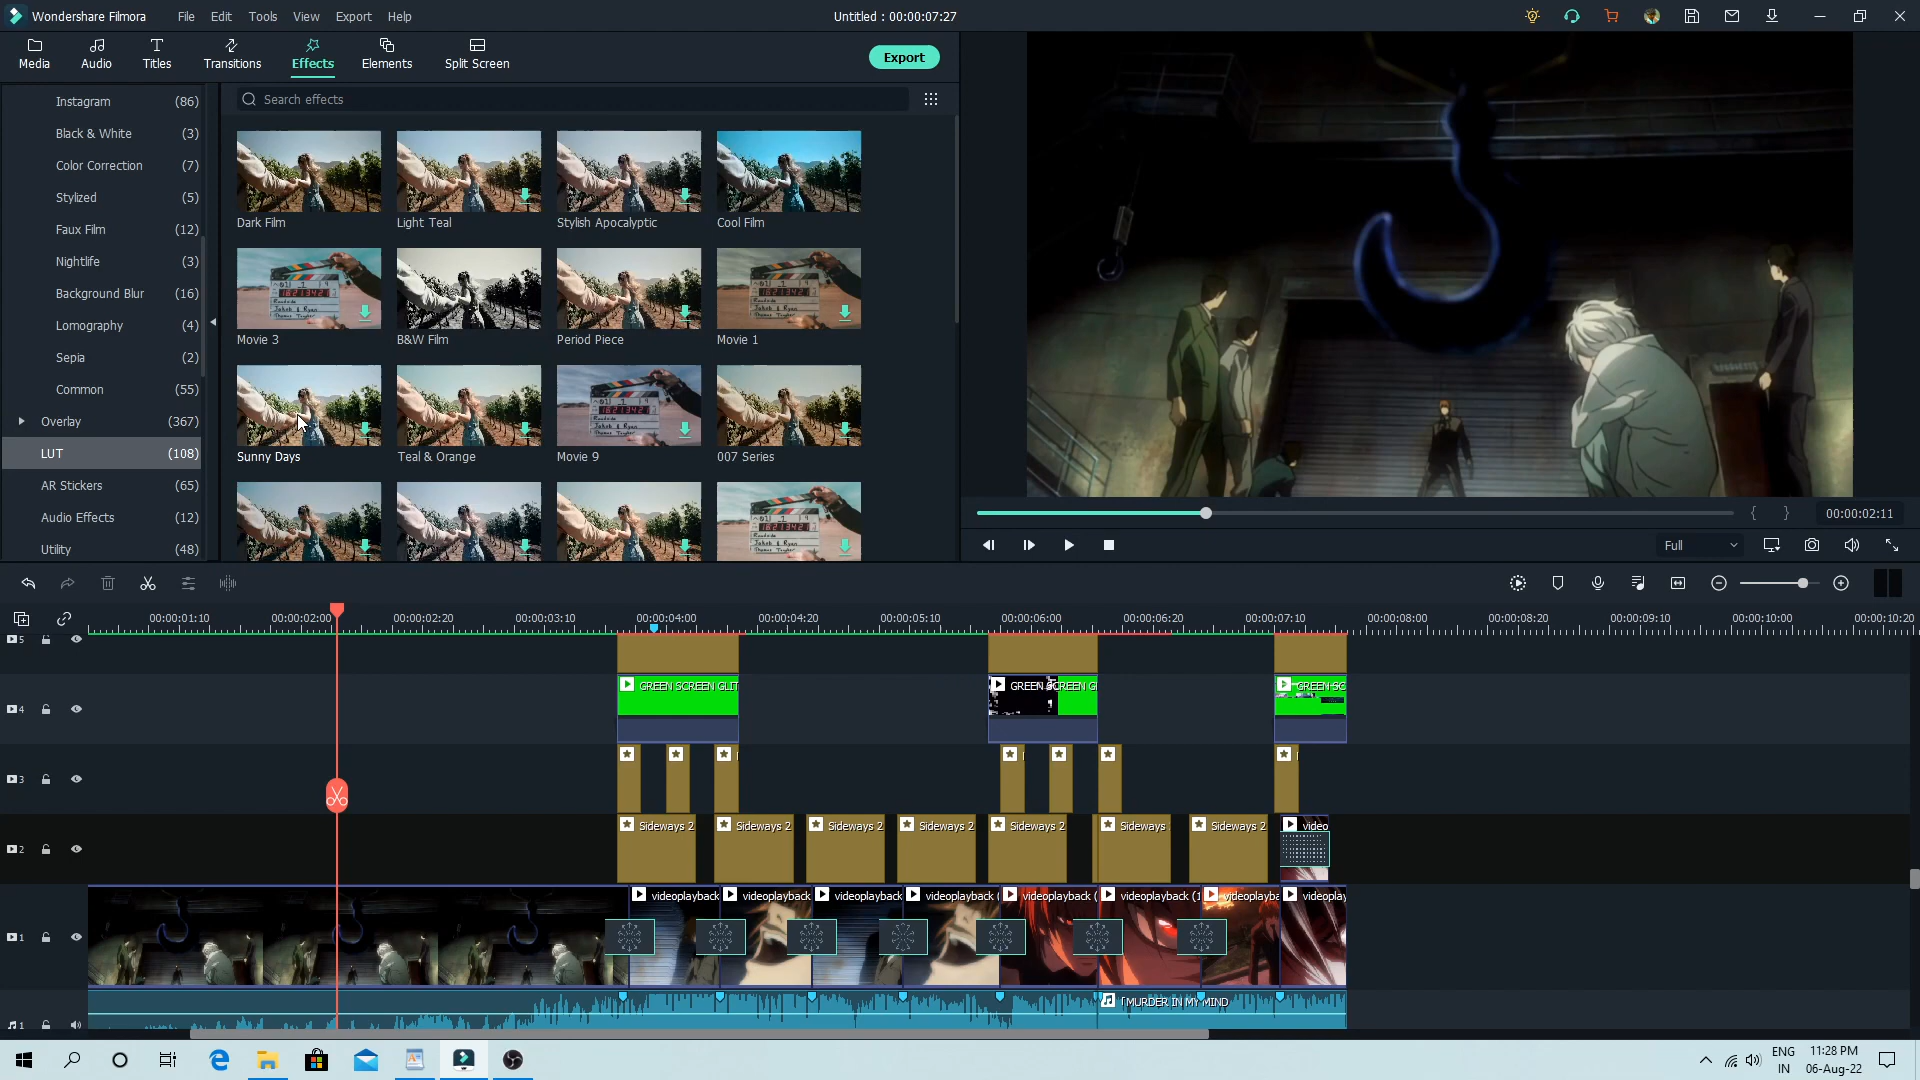 Wondershare Filmora
File
Edit
Tools
View
Export
Help
Untitled : 00:00:07:27
Media
Audio
Titles
Transitions
Effects
Elements
Split Screen
Export
Instagram (86)
Black & White (3)
Color Correction (7)
Stylized (5)
Faux Film (12)
Nightlife (3)
Background Blur (16)
Lomography (4)
Sepia (2)
Common (55)
Overlay (367)
LUT (108)
AR Stickers (65)
Audio Effects (12)
Utility (48)
Search effects
Dark Film
Light Teal
Stylish Apocalyptic
Cool Film
Movie 3
B&W Film
Period Piece
Movie 1
Sunny Days
Teal & Orange
Movie 9
007 Series
00:00:02:11
Full
00:00:01:10
00:00:02:00
00:00:02:20
00:00:03:10
00:00:04:00
00:00:04:20
00:00:05:10
00:00:06:00
00:00:06:20
00:00:07:10
00:00:08:00
00:00:08:20
00:00:09:10
00:00:10:00
00:00:10:20
5
4
GREEN SCREEN GLIT
GREEN SCREEN GI
GREEN SC
3
2
Sideways 2
Sideways 2
Sideways 2
Sideways 2
Sideways 2
Sideways
Sideways 2
video
1
videoplayback
videoplayback
videoplayback
videoplayback (
videoplayback (
videoplayback (1
videoplayba
videoplay
1
MURDER IN MY MIND
ENG
IN
11:28 PM
06-Aug-22